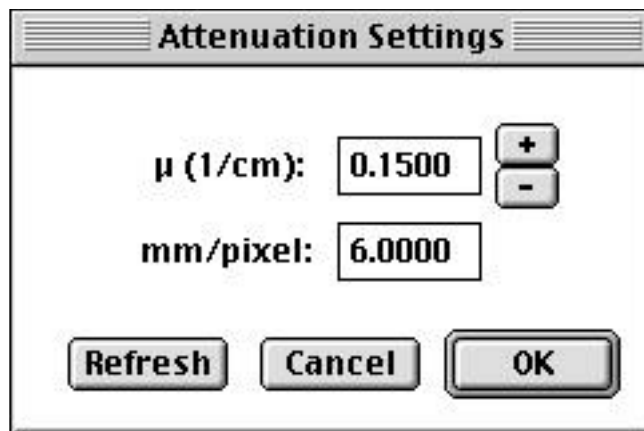 Attenuation Settings
µ (1/cm): 0.1500 +
-
mm/pixel: 6.0000
Refresh Cancel OK